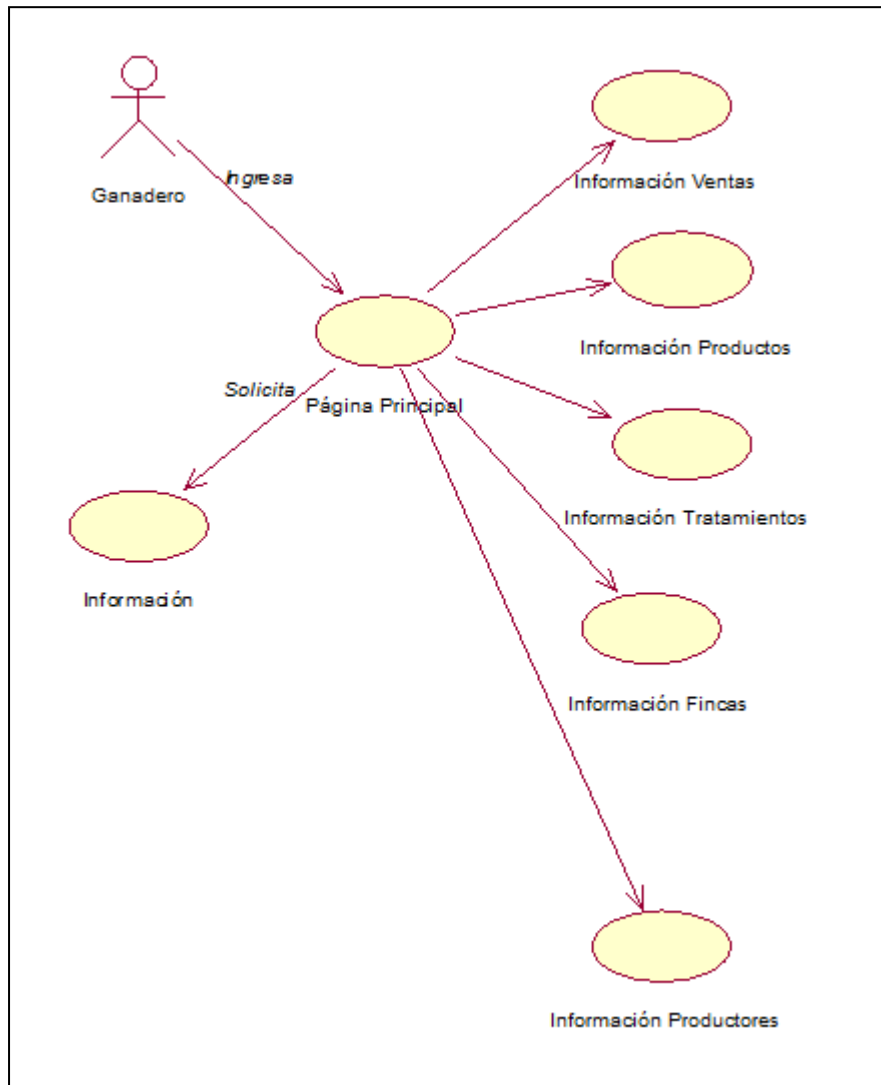 Ganadero
Ingresa
Información Ventas
Información Productos
Solicita
Página Principal
Información Tratamientos
Información
Información Fincas
Información Productores